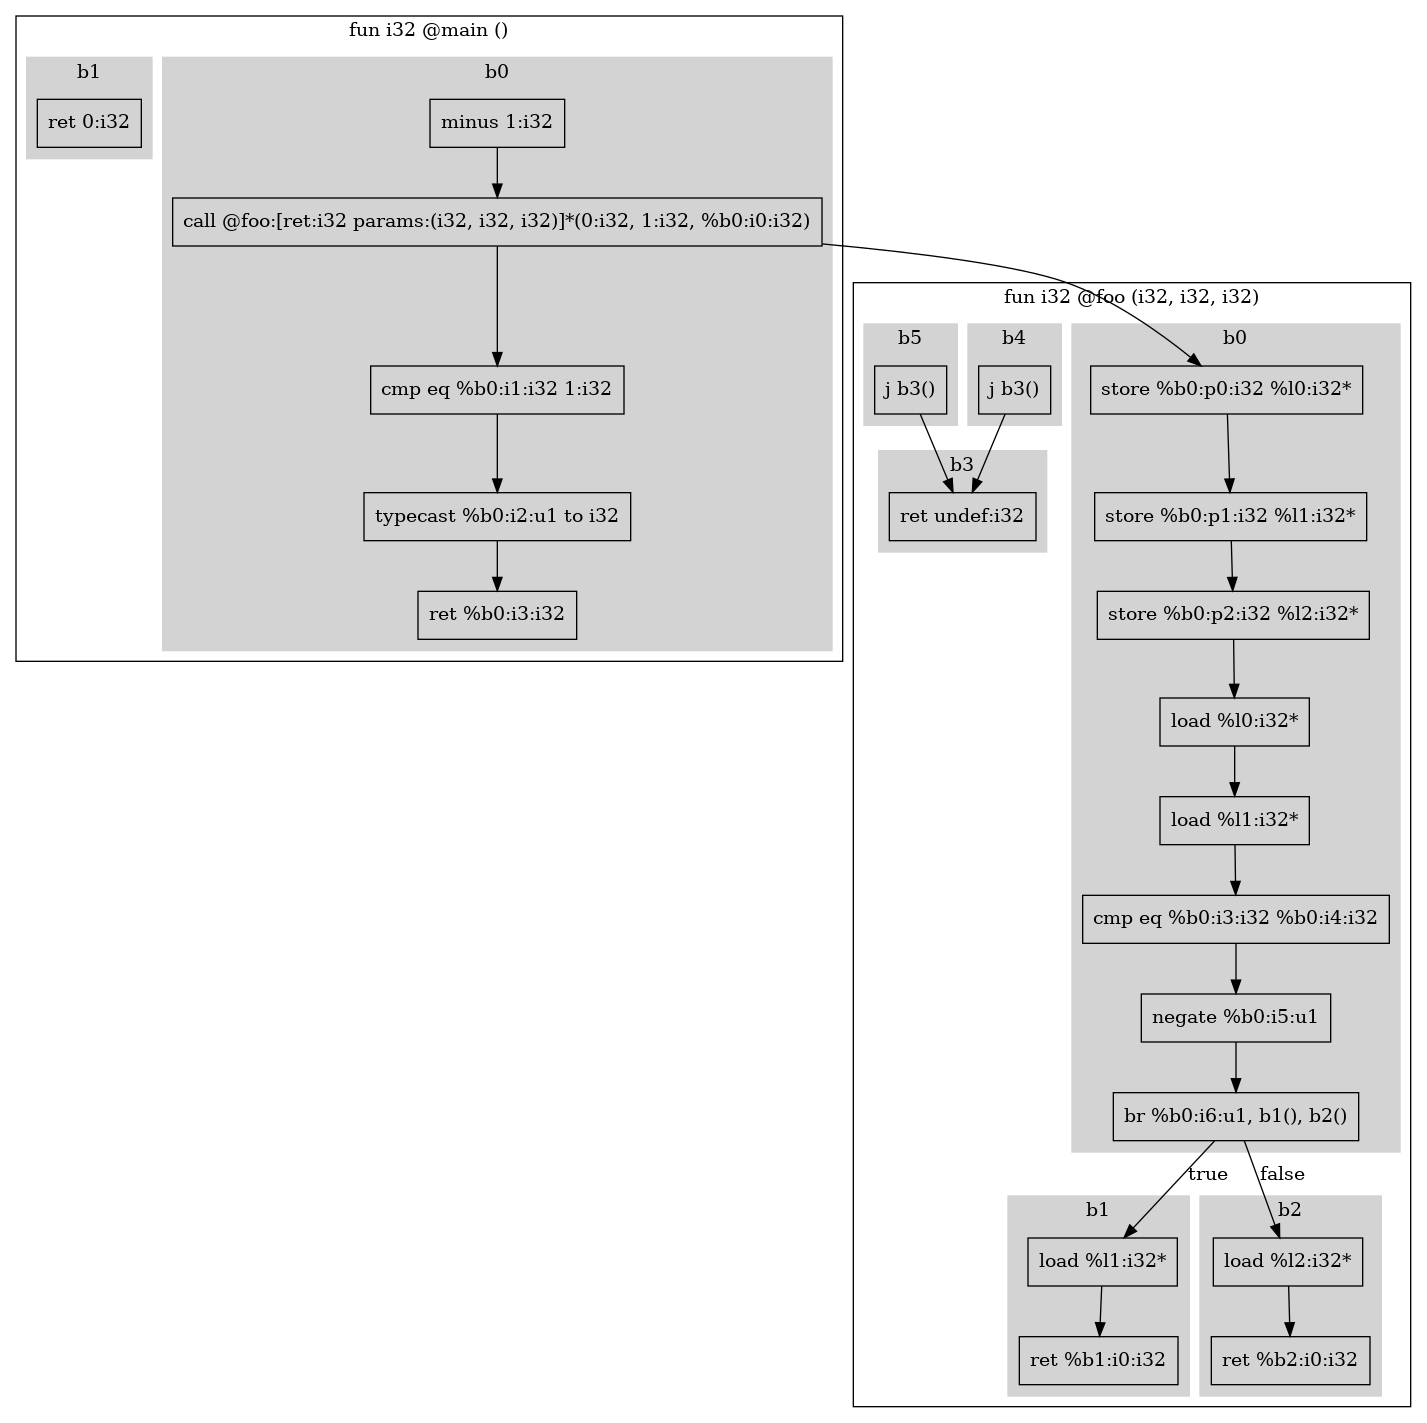 fun i32 @main ()
b1
ret 0:i32
b0
minus 1:i32
call @foo:[ret:i32 params:(i32, i32, i32)]*(0:i32, 1:i32, %b0:i0:i32)
cmp eq %b0:i1:i32 1:i32
typecast %b0:i2:u1 to i32
ret %b0:i3:i32
fun i32 @foo (i32, i32, i32)
b5
j b3()
b4
j b3()
b3
ret undef:i32
b0
store %b0:p0:i32 %l0:i32*
store %b0:p1:i32 %l1:i32*
store %b0:p2:i32 %l2:i32*
load %l0:i32*
load %l1:i32*
cmp eq %b0:i3:i32 %b0:i4:i32
negate %b0:i5:u1
br %b0:i6:u1, b1(), b2()
true
false
b1
load %l1:i32*
ret %b1:i0:i32
b2
load %l2:i32*
ret %b2:i0:i32